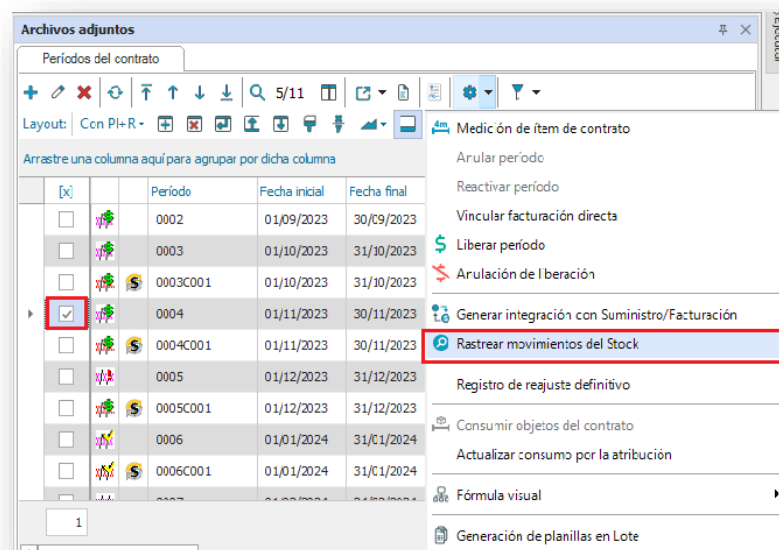 Archivos adjuntos
Períodos del contrato
5/11
Layout: Con PI+R
Arrastre una columna aquí para agrupar por dicha columna
[x] Período Fecha inicial Fecha final
0002 01/09/2023 30/09/2023
0003 01/10/2023 31/10/2023
0003C001 01/10/2023 31/10/2023
0004 01/11/2023 30/11/2023
0004C001 01/11/2023 30/11/2023
0005 01/12/2023 31/12/2023
0005C001 01/12/2023 31/12/2023
0006 01/01/2024 31/01/2024
0006C001 01/01/2024 31/01/2024
1
Medición de ítem de contrato
Anular período
Reactivar período
Vincular facturación directa
Liberar período
Anulación de liberación
Generar integración con Suministro/Facturación
Rastrear movimientos del Stock
Registro de reajuste definitivo
Consumir objetos del contrato
Actualizar consumo por la atribución
Fórmula visual
Generación de planillas en Lote